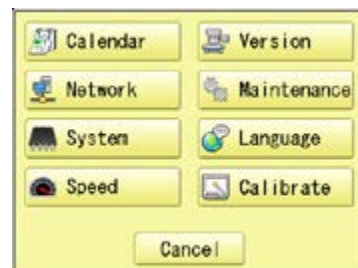 Calendar
Version
Network
Maintenance
System
Language
Speed
Calibrate
Cancel